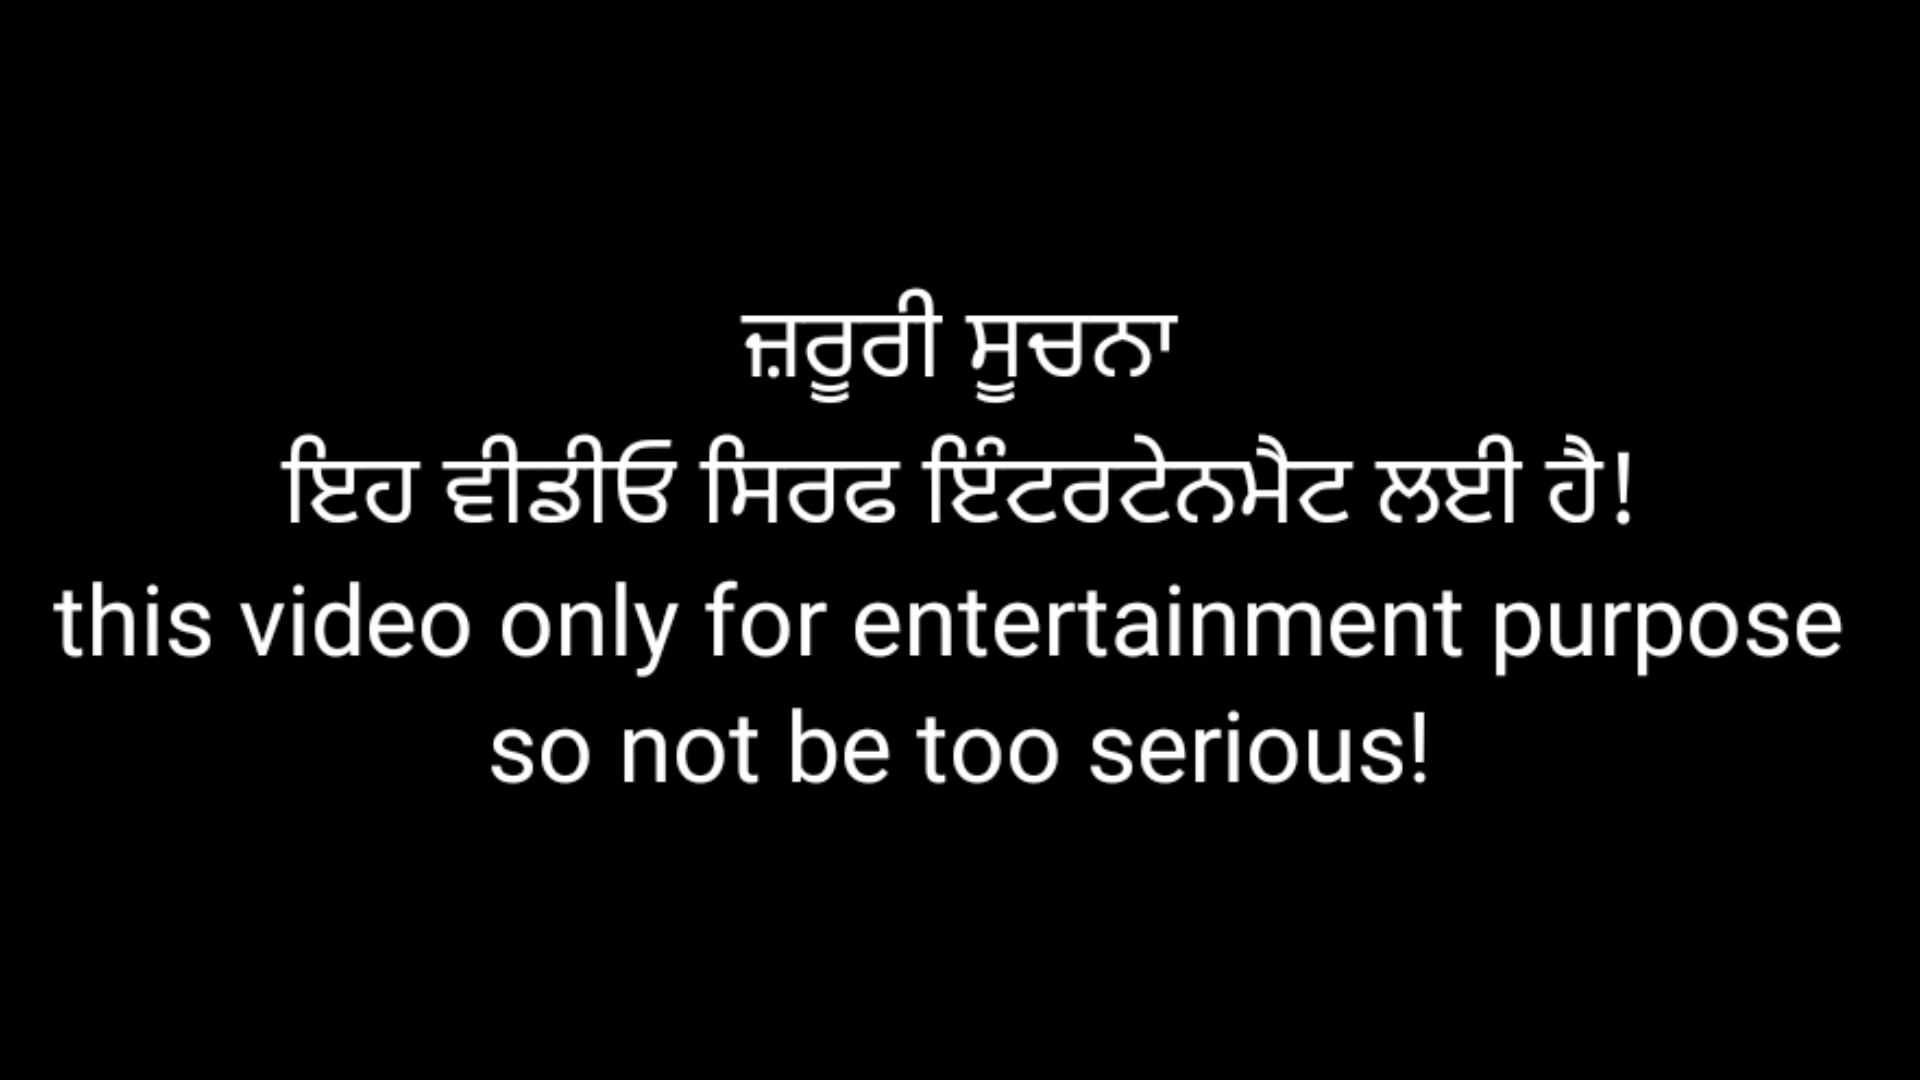 ਜ਼ਰੂਰੀ ਸੂਚਨਾ
ਇਹ ਵੀਡੀਓ ਸਿਰਫ ਇੰਟਰਟੇਨਮੈਟ ਲਈ ਹੈ!
this video only for entertainment purpose
so not be too serious!